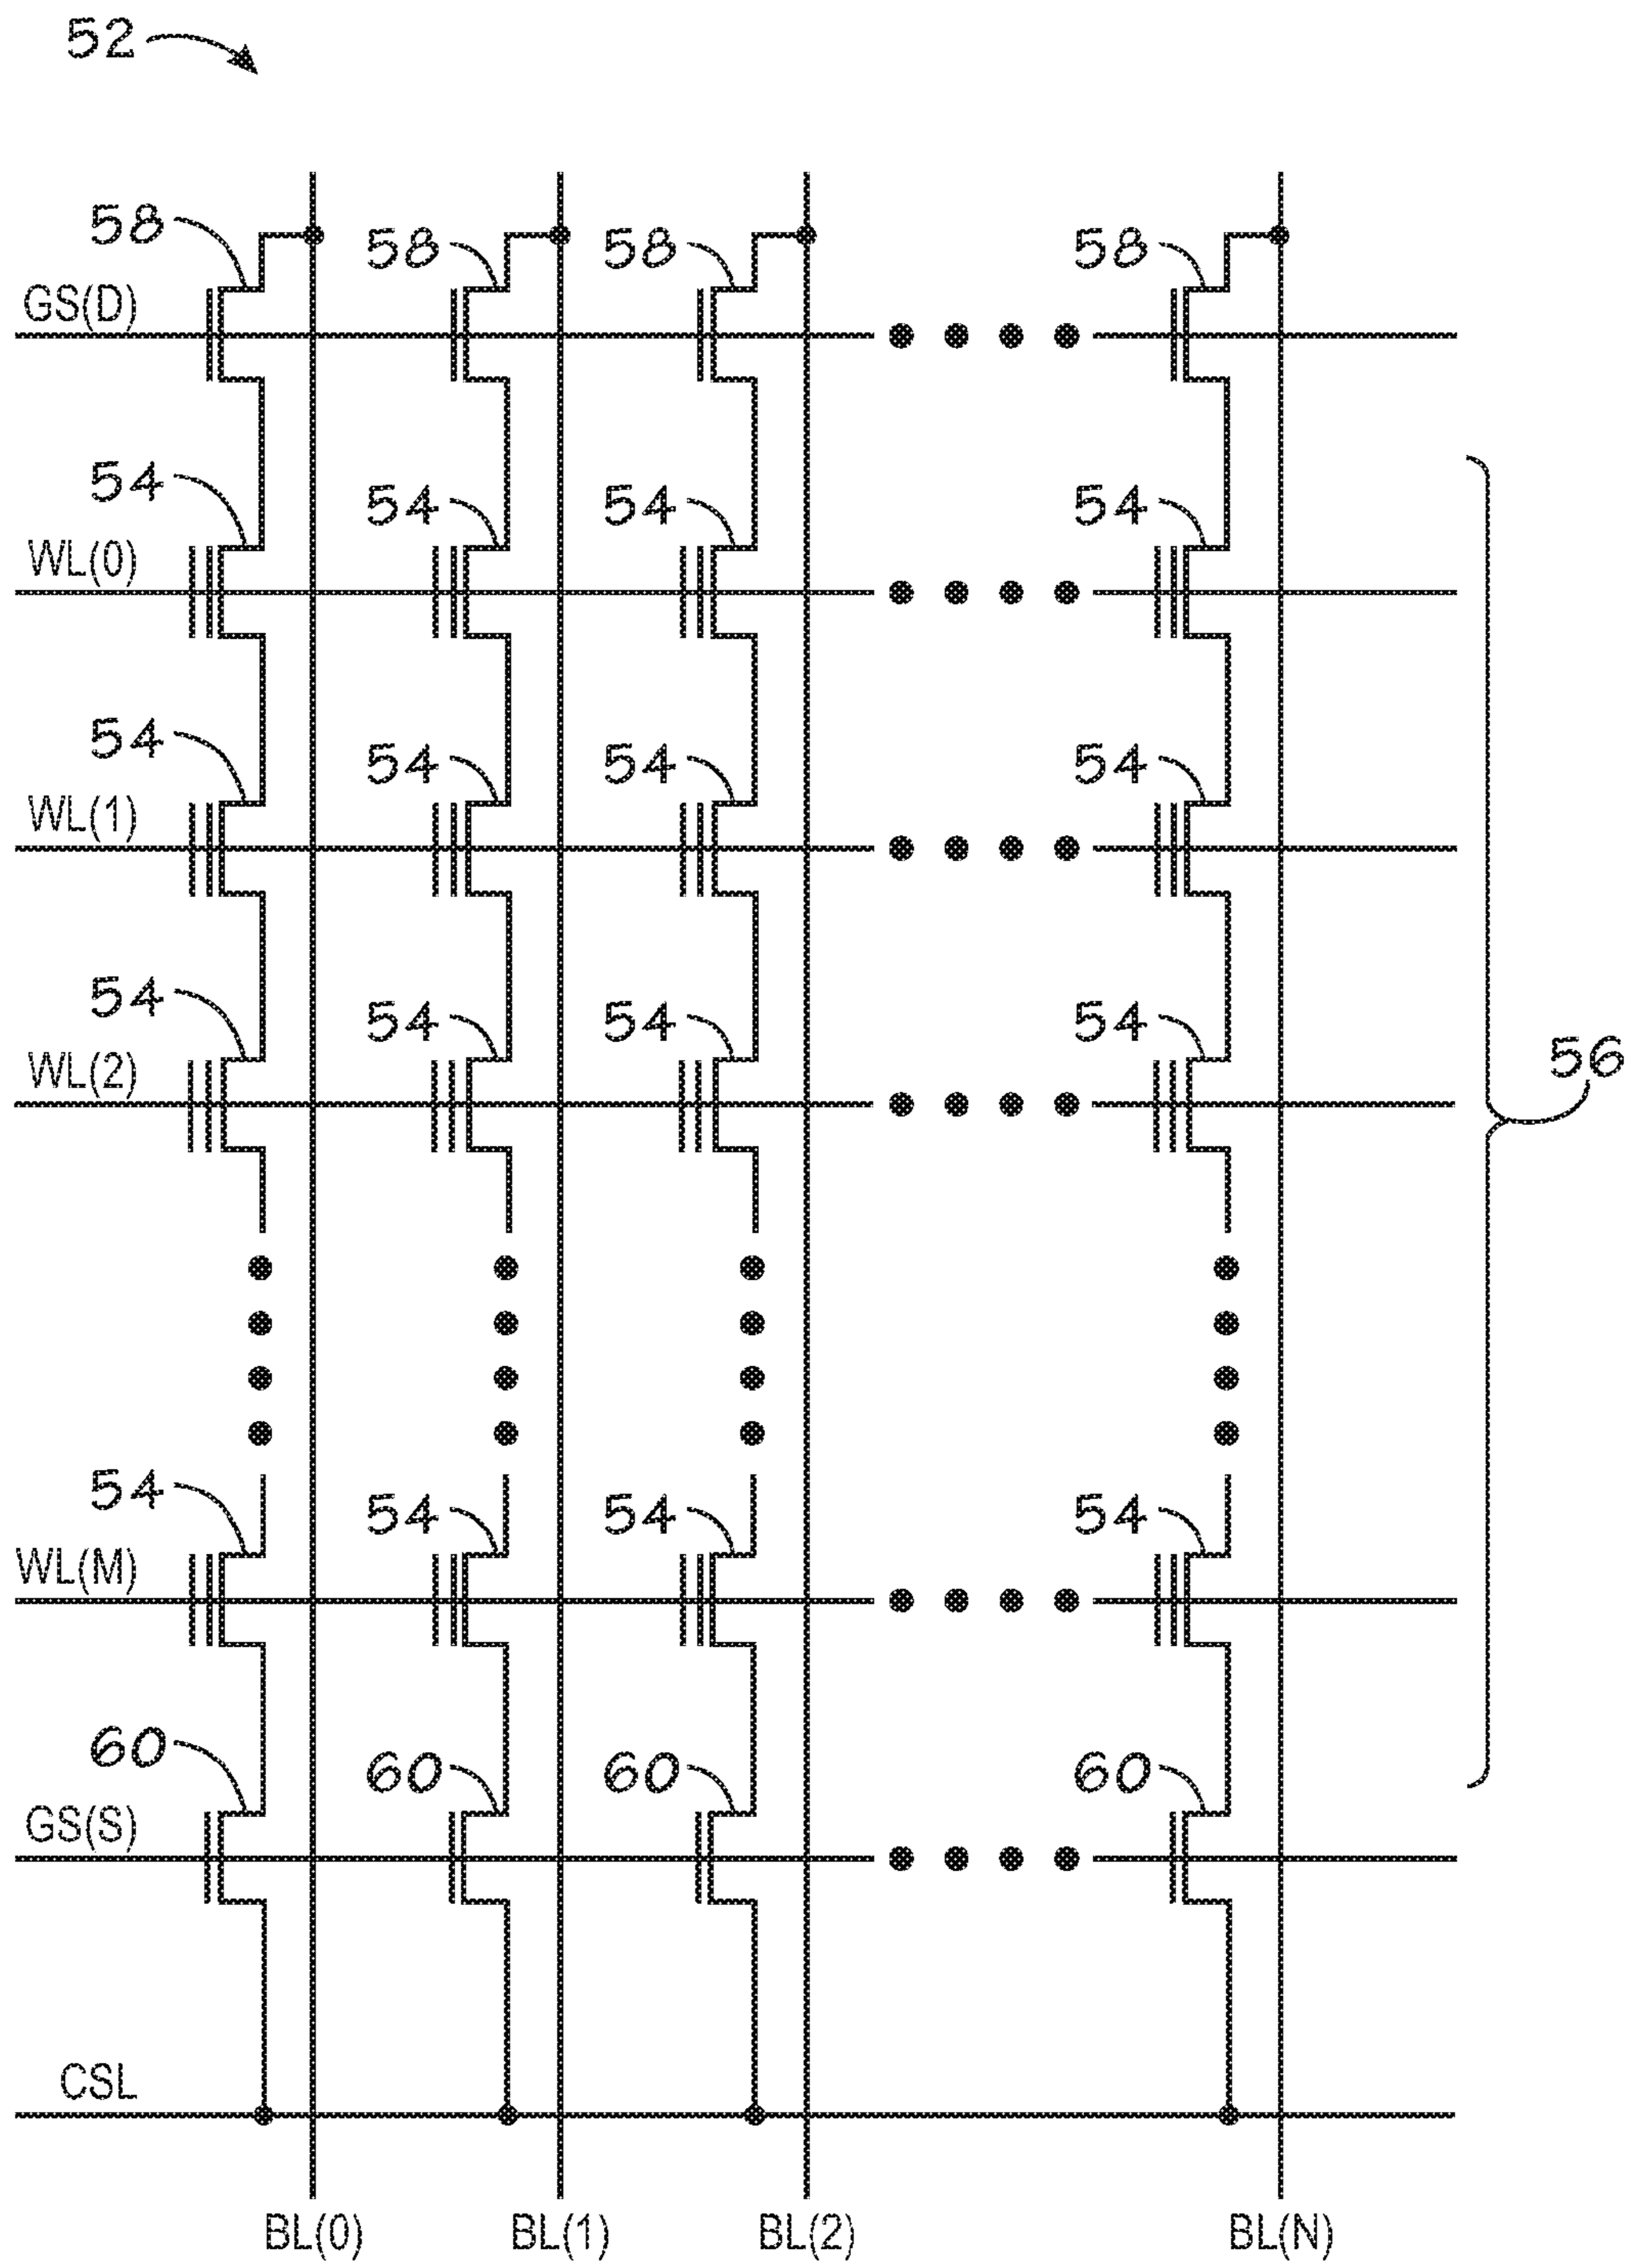 52
58 58 58 58
GS(D)
54 54 54 54
WL(0)
54 54 54 54
WL(1)
54 54 54 54
WL(2)
56
54 54 54 54
WL(M)
60 60 60 60
GS(S)
CSL
BL(0) BL(1) BL(2) BL(N)